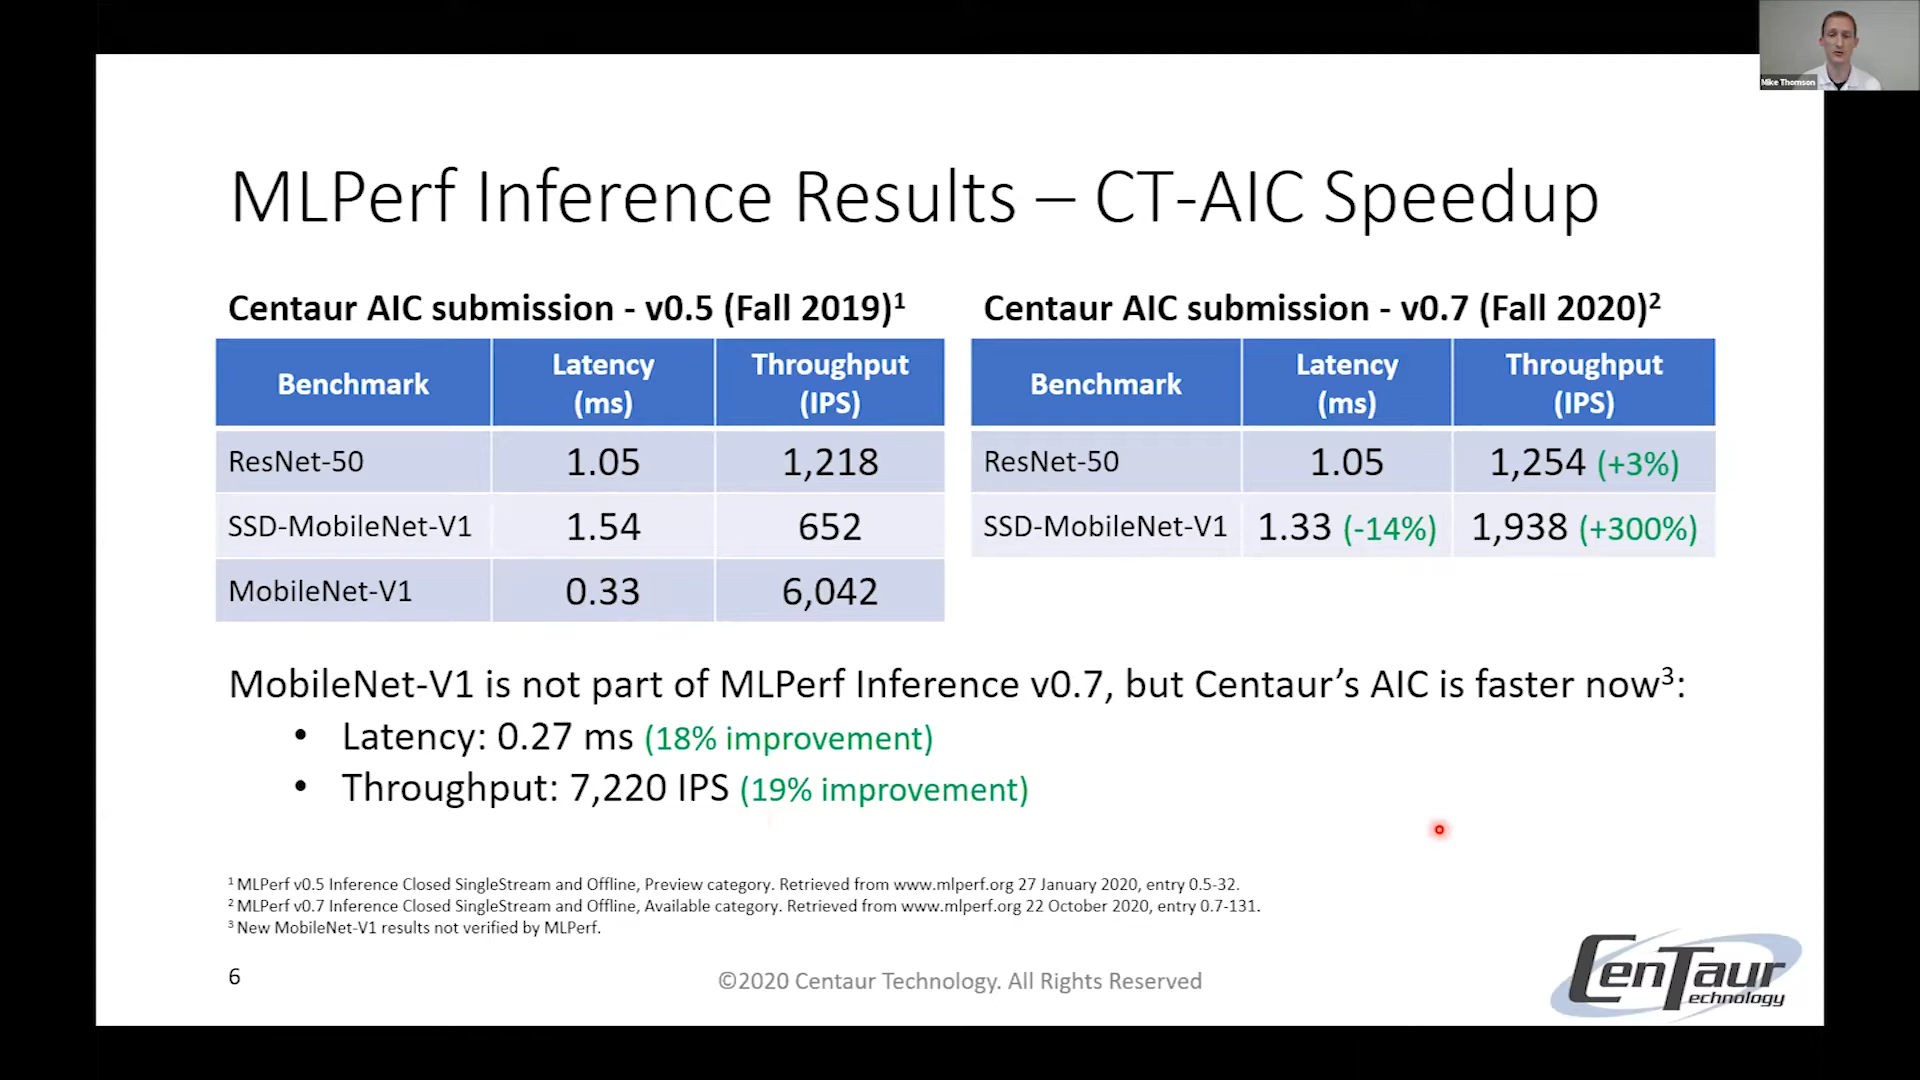 Mike Thomson
MLPerf Inference Results – CT-AIC Speedup
Centaur AIC submission - v0.5 (Fall 2019)¹
Benchmark Latency (ms) Throughput (IPS)
ResNet-50 1.05 1,218
SSD-MobileNet-V1 1.54 652
MobileNet-V1 0.33 6,042
Centaur AIC submission - v0.7 (Fall 2020)²
Benchmark Latency (ms) Throughput (IPS)
ResNet-50 1.05 1,254 (+3%)
SSD-MobileNet-V1 1.33 (-14%) 1,938 (+300%)
MobileNet-V1 is not part of MLPerf Inference v0.7, but Centaur’s AIC is faster now³:
• Latency: 0.27 ms (18% improvement)
• Throughput: 7,220 IPS (19% improvement)
¹ MLPerf v0.5 Inference Closed SingleStream and Offline, Preview category. Retrieved from www.mlperf.org 27 January 2020, entry 0.5-32.
² MLPerf v0.7 Inference Closed SingleStream and Offline, Available category. Retrieved from www.mlperf.org 22 October 2020, entry 0.7-131.
³ New MobileNet-V1 results not verified by MLPerf.
6
©2020 Centaur Technology. All Rights Reserved
CenTaur
Technology